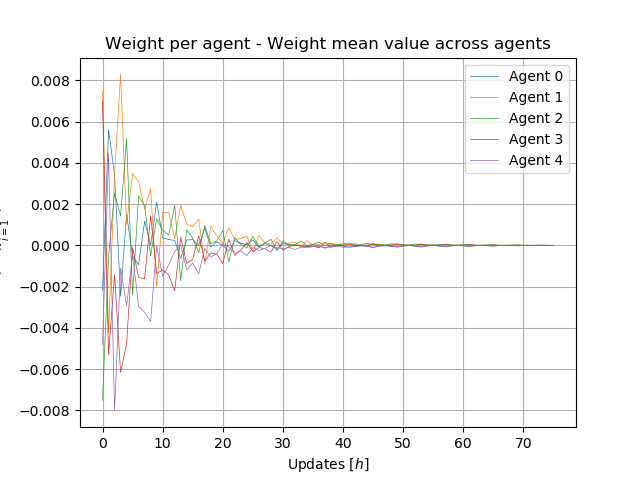 Weight per agent - Weight mean value across agents
Agent 0
Agent 1
Agent 2
Agent 3
Agent 4
0.008
0.006
0.004
0.002
0.000
−0.002
−0.004
−0.006
−0.008
0
10
20
30
40
50
60
70
Updates [h]